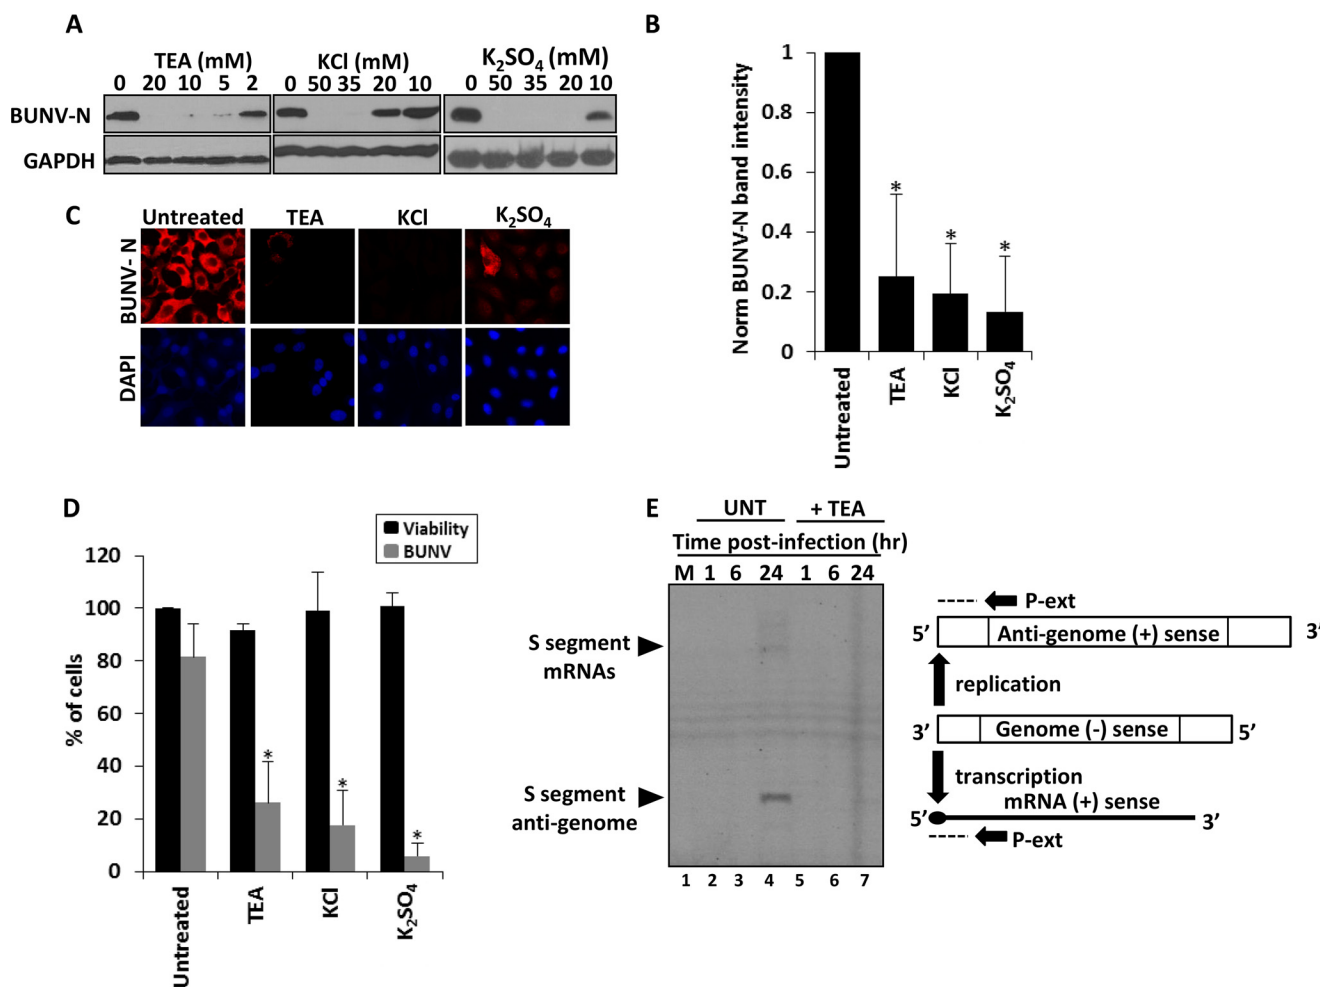 A
TEA (mM) KCl (mM) K₂SO₄ (mM)
0 20 10 5 2 0 50 35 20 10 0 50 35 20 10
BUNV-N
GAPDH
B
Norm BUNV-N band intensity
1
0.8
0.6
0.4
0.2
0
* * *
Untreated TEA KCl K₂SO₄
C
Untreated TEA KCl K₂SO₄
BUNV- N
DAPI
D
Viability
BUNV
% of cells
120
100
80
60
40
20
0
* * *
Untreated TEA KCl K₂SO₄
E
UNT + TEA
Time post-infection (hr)
M 1 6 24 1 6 24
S segment
mRNAs
S segment
anti-genome
1 2 3 4 5 6 7
P-ext
5’ Anti-genome (+) sense 3’
replication
3’ Genome (-) sense 5’
transcription
mRNA (+) sense
5’ 3’
P-ext